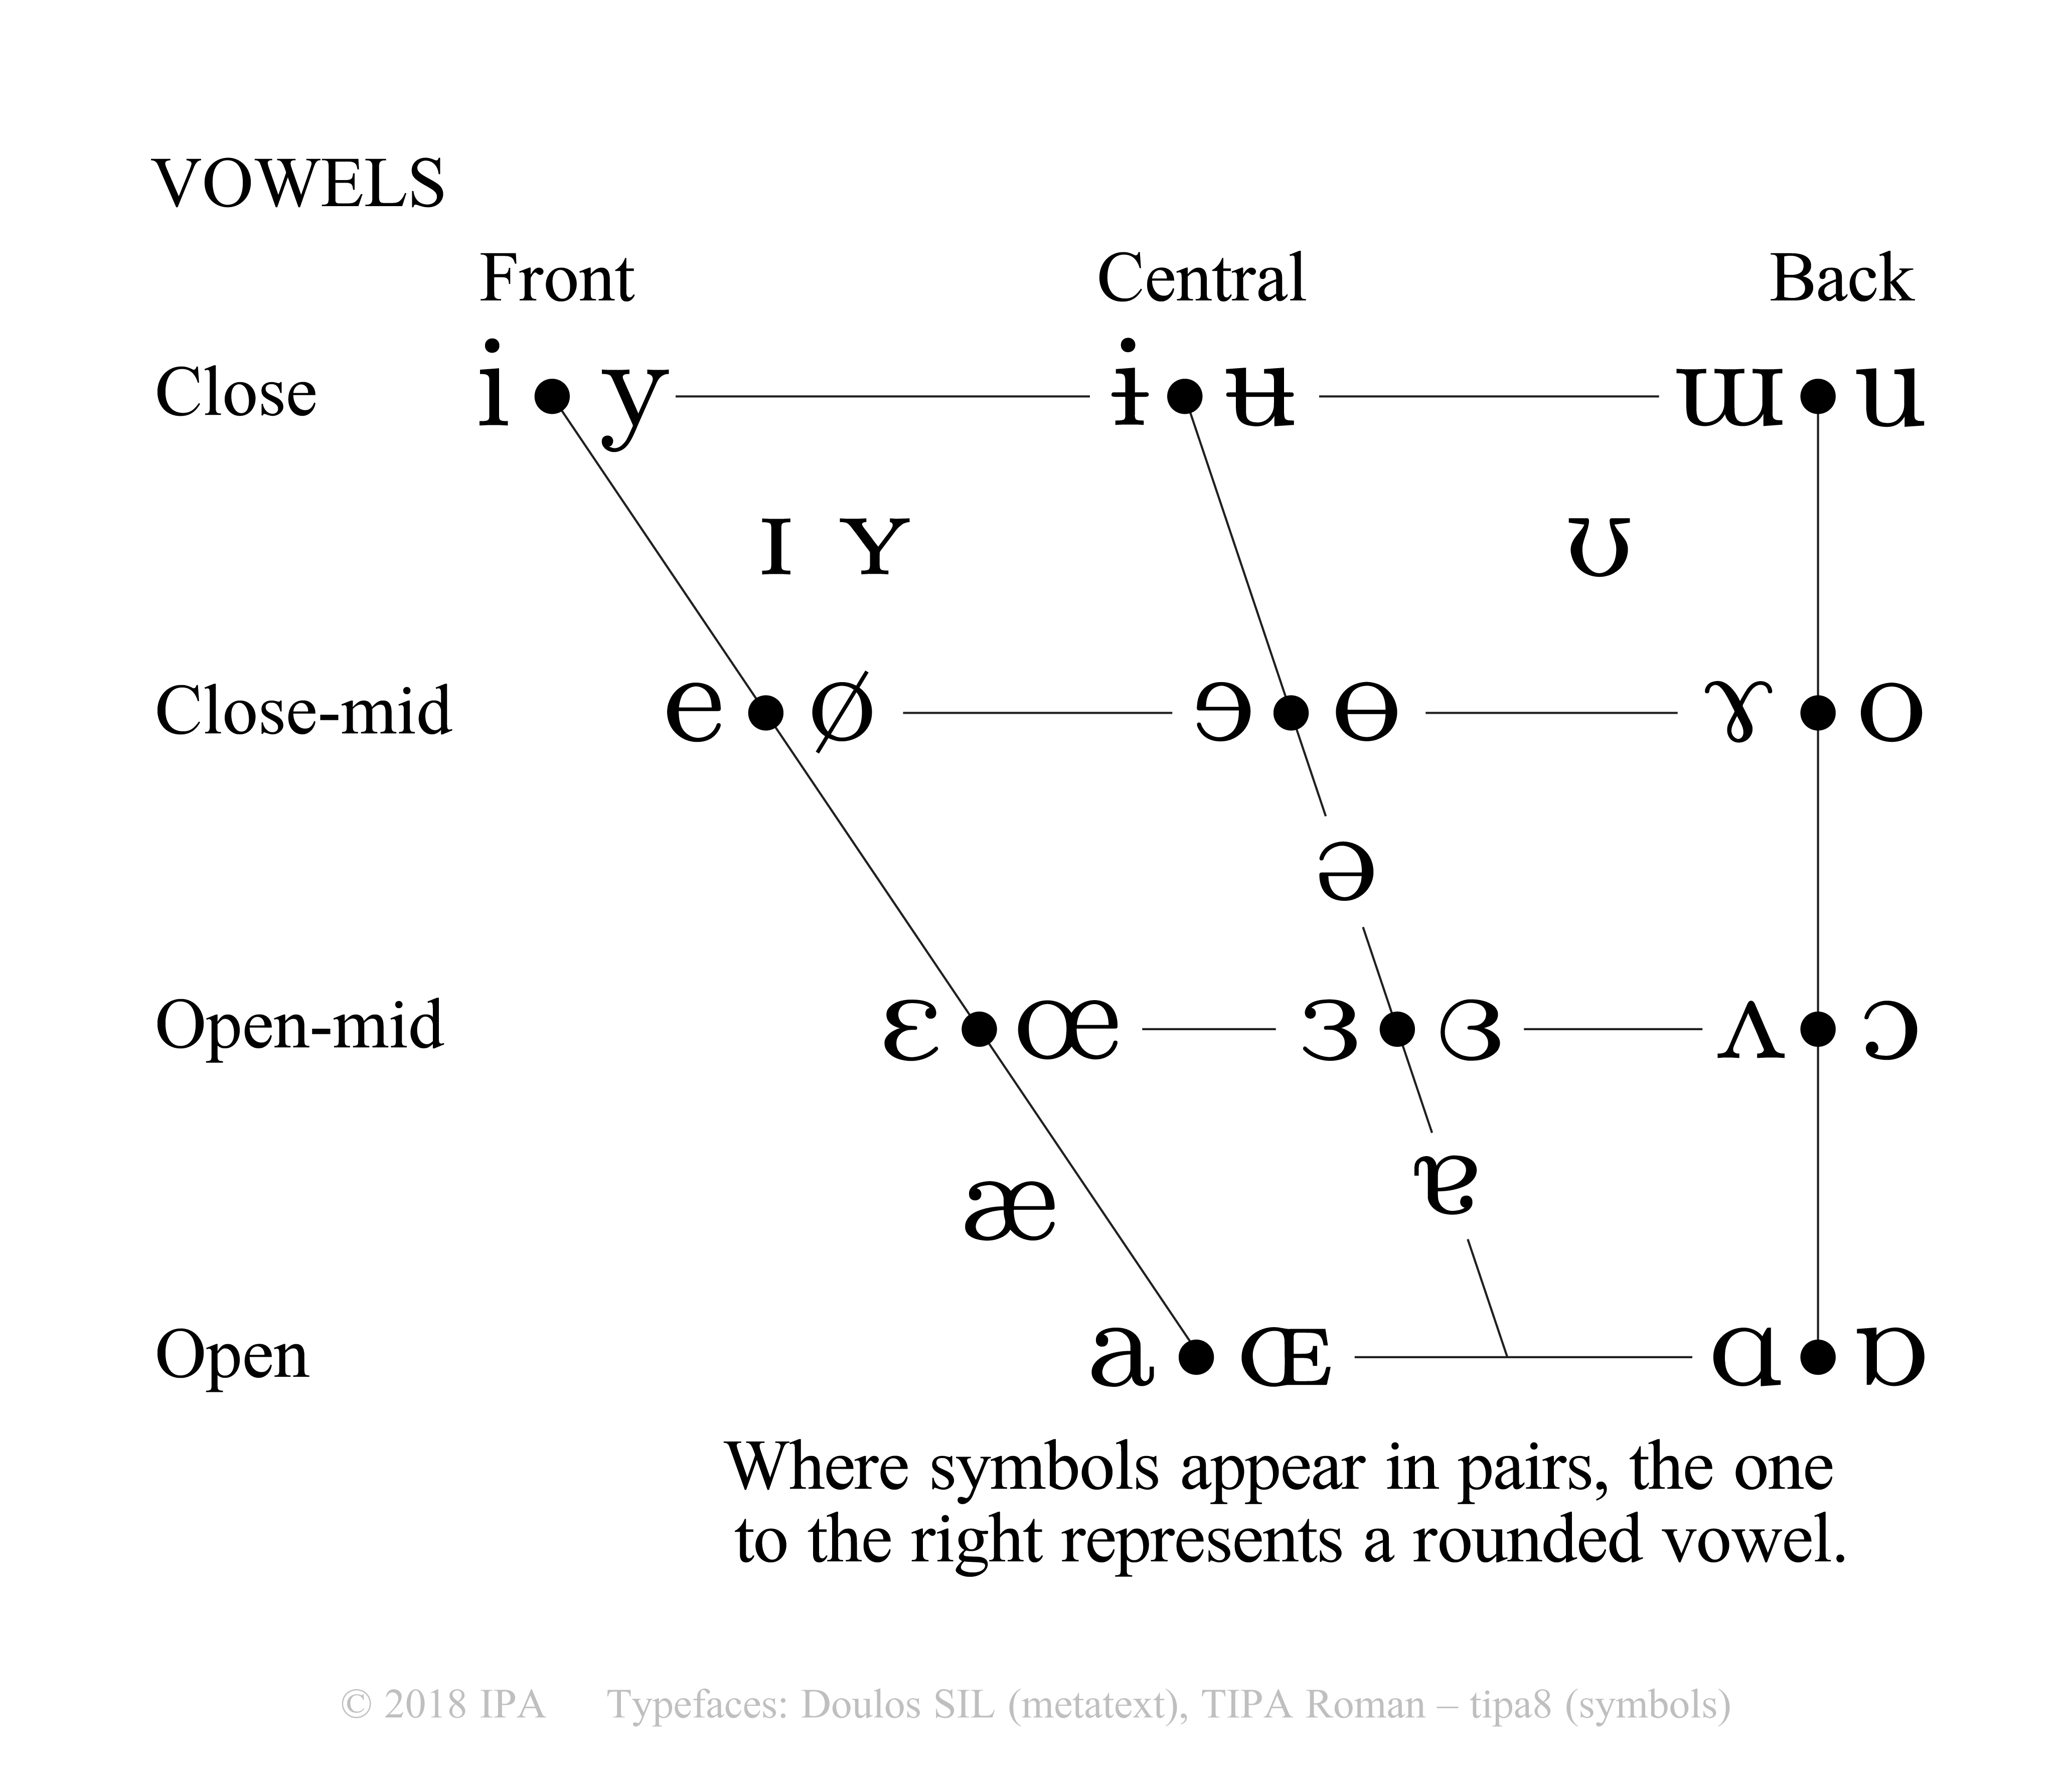 VOWELS
Front Central Back
Close i y ɨ ʉ ɯ u
ɪ ʏ ʊ
Close-mid e ø ɘ ɵ ɤ o
ə
Open-mid ɛ œ ɜ ɞ ʌ ɔ
æ ɐ
Open a ɶ ɑ ɒ
Where symbols appear in pairs, the one
to the right represents a rounded vowel.
© 2018 IPA Typefaces: Doulos SIL (metatext), TIPA Roman – tipa8 (symbols)